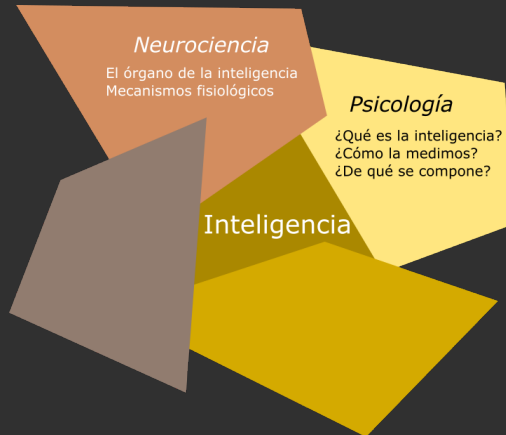 Neurociencia
El órgano de la inteligencia
Mecanismos fisiológicos
Psicología
¿Qué es la inteligencia?
¿Cómo la medimos?
¿De qué se compone?
Inteligencia